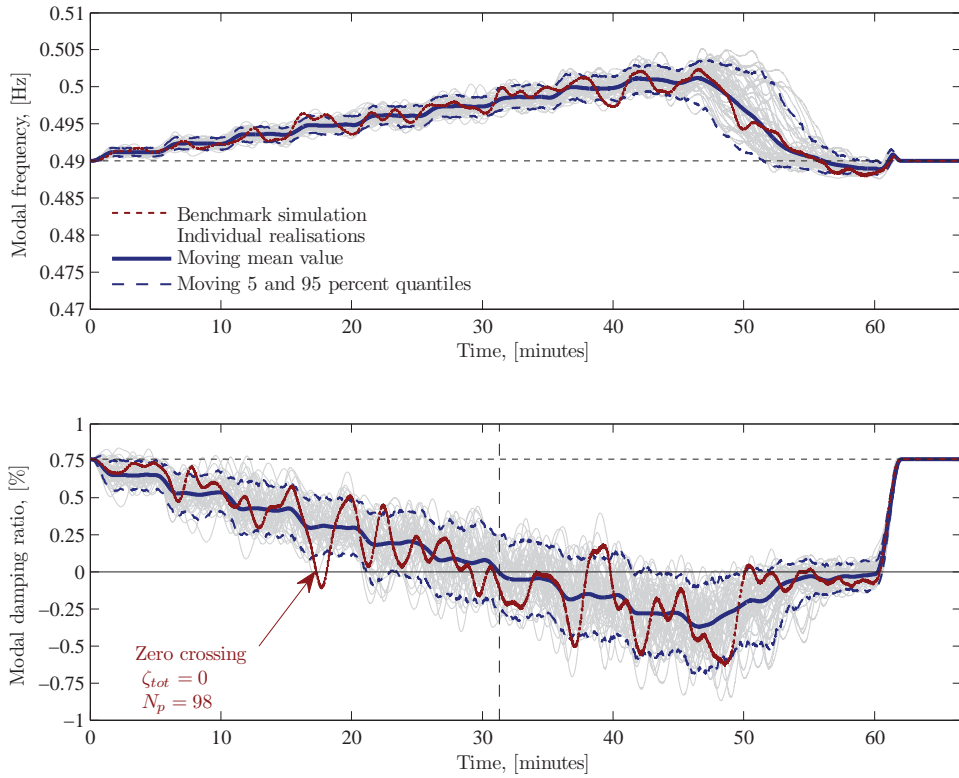 0.51
0.505
0.5
0.495
0.49
0.485
0.48
0.475
0.47
Modal frequency, [Hz]
Benchmark simulation
Individual realisations
Moving mean value
Moving 5 and 95 percent quantiles
0 10 20 30 40 50 60
Time, [minutes]
1
0.75
0.5
0.25
0
−0.25
−0.5
−0.75
−1
Modal damping ratio, [%]
Zero crossing
ζtot = 0
Np = 98
0 10 20 30 40 50 60
Time, [minutes]